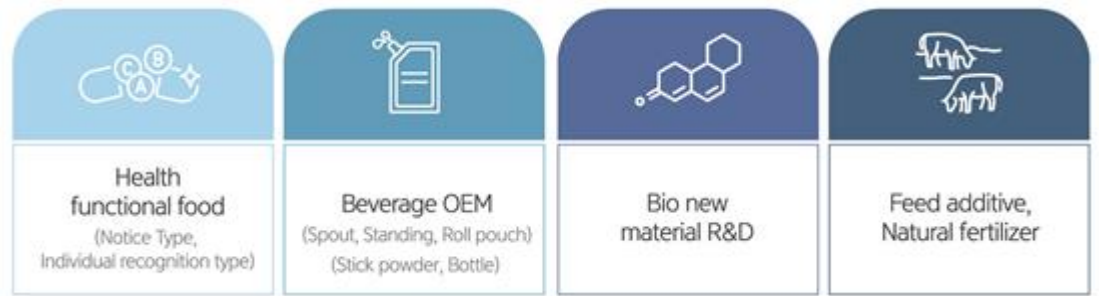 C
B
A
Health
functional food
(Notice Type,
Individual recognition type)
Beverage OEM
(Spout, Standing, Roll pouch)
(Stick powder, Bottle)
Bio new
material R&D
Feed additive,
Natural fertilizer